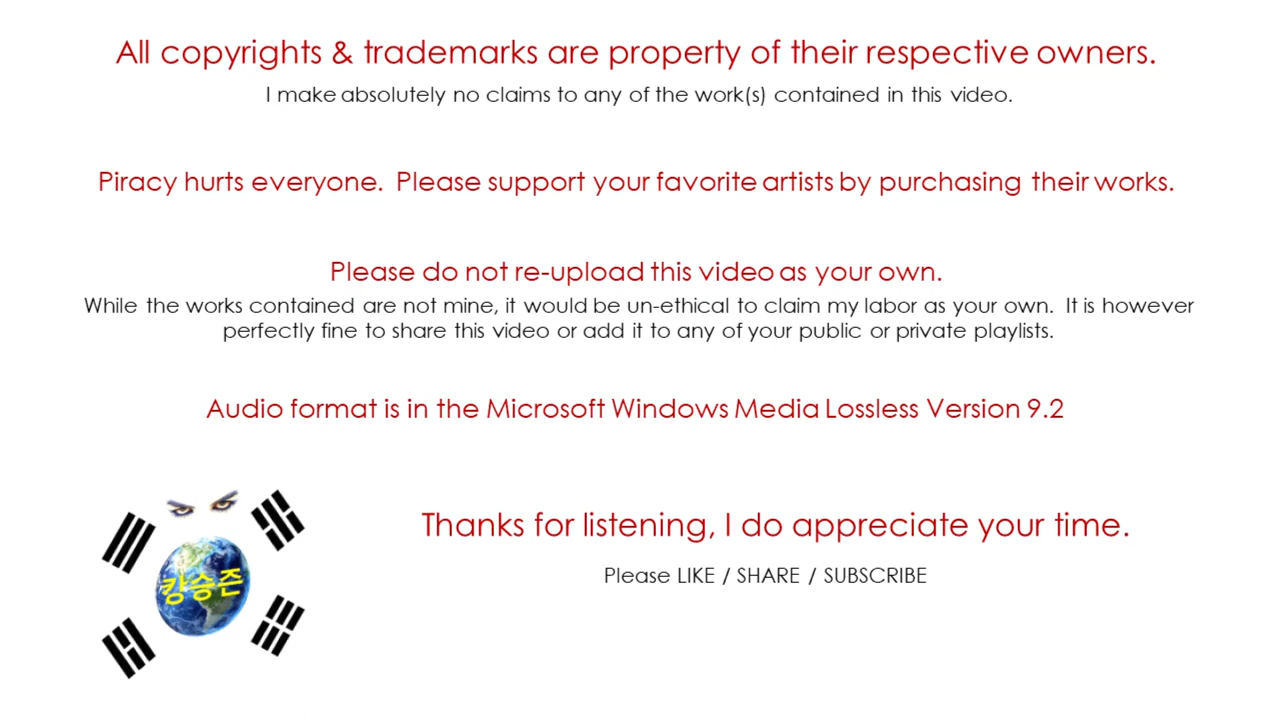 All copyrights & trademarks are property of their respective owners.
I make absolutely no claims to any of the work(s) contained in this video.
Piracy hurts everyone. Please support your favorite artists by purchasing their works.
Please do not re-upload this video as your own.
While the works contained are not mine, it would be un-ethical to claim my labor as your own. It is however
perfectly fine to share this video or add it to any of your public or private playlists.
Audio format is in the Microsoft Windows Media Lossless Version 9.2
Thanks for listening, I do appreciate your time.
Please LIKE / SHARE / SUBSCRIBE
캉승준